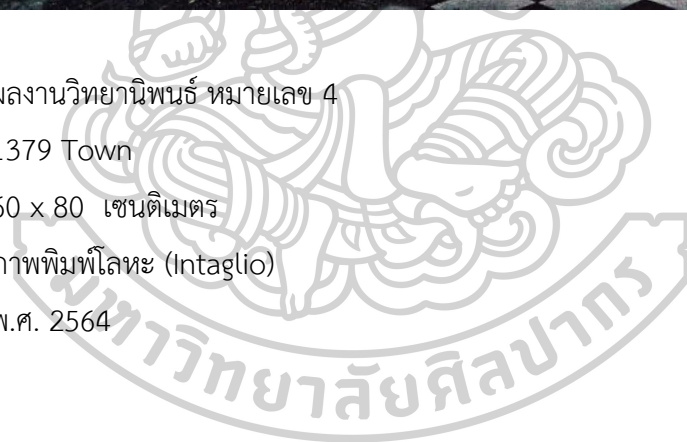 ผลงานวิทยานิพนธ์ หมายเลข 4
1379 Town
60 x 80 เซนติเมตร
ภาพพิมพ์โลหะ (Intaglio)
พ.ศ. 2564
มหาวิทยาลัยศิลปากร